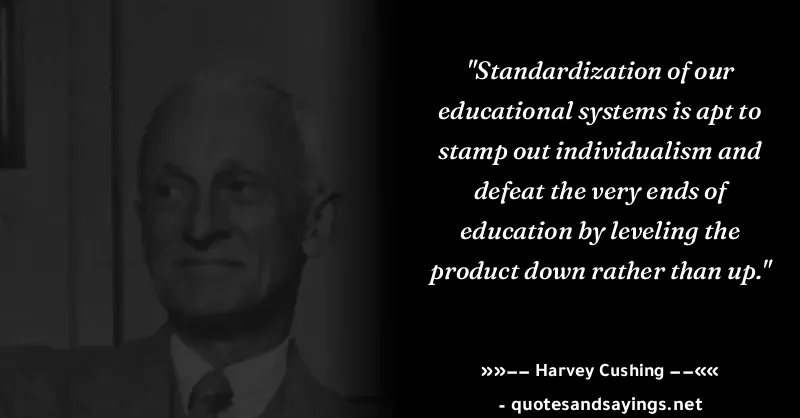 "Standardization of our
educational systems is apt to
stamp out individualism and
defeat the very ends of
education by leveling the
product down rather than up."
»»−− Harvey Cushing −−««
- quotesandsayings.net